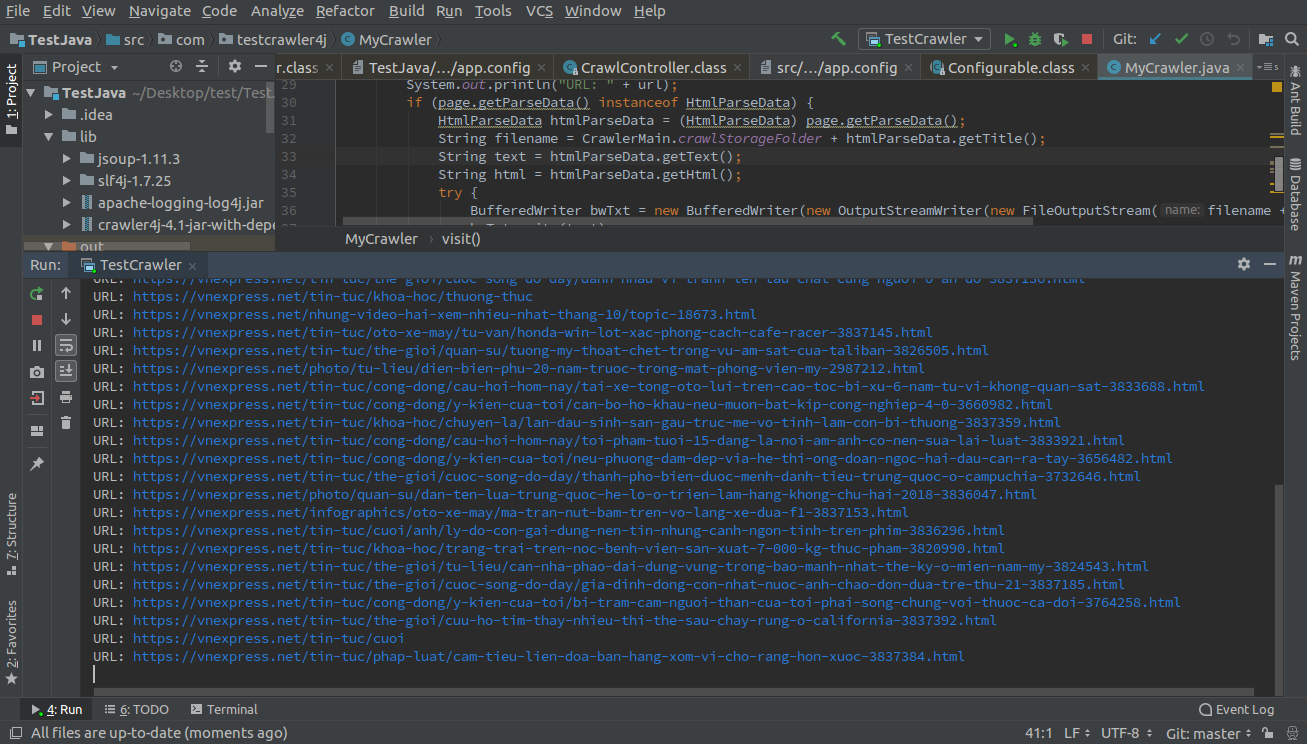 File Edit View Navigate Code Analyze Refactor Build Run Tools VCS Window Help
TestJava src com testcrawler4j MyCrawler TestCrawler Git:
1: Project
Project
r.class TestJava/.../app.config CrawlController.class src/.../app.config Configurable.class MyCrawler.java
TestJava ~/Desktop/test/Test
.idea
lib
jsoup-1.11.3
slf4j-1.7.25
apache-logging-log4j.jar
crawler4j-4.1-jar-with-depe
out
29 System.out.println("URL: " + url);
30 if (page.getParseData() instanceof HtmlParseData) {
31 HtmlParseData htmlParseData = (HtmlParseData) page.getParseData();
32 String filename = CrawlerMain.crawlStorageFolder + htmlParseData.getTitle();
33 String text = htmlParseData.getText();
34 String html = htmlParseData.getHtml();
35 try {
36 BufferedWriter bwTxt = new BufferedWriter(new OutputStreamWriter(new FileOutputStream( name: filename +
MyCrawler visit()
Ant Build
Database
Maven Projects
Run: TestCrawler
URL: https://vnexpress.net/tin-tuc/khoa-hoc/thuong-thuc
URL: https://vnexpress.net/nhung-video-hai-xem-nhieu-nhat-thang-10/topic-18673.html
URL: https://vnexpress.net/tin-tuc/oto-xe-may/tu-van/honda-win-lot-xac-phong-cach-cafe-racer-3837145.html
URL: https://vnexpress.net/tin-tuc/the-gioi/quan-su/tuong-my-thoat-chet-trong-vu-am-sat-cua-taliban-3826505.html
URL: https://vnexpress.net/photo/tu-lieu/dien-bien-phu-20-nam-truoc-trong-mat-phong-vien-my-2987212.html
URL: https://vnexpress.net/tin-tuc/cong-dong/cau-hoi-hom-nay/tai-xe-tong-oto-lui-tren-cao-toc-bi-xu-6-nam-tu-vi-khong-quan-sat-3833688.html
URL: https://vnexpress.net/tin-tuc/cong-dong/y-kien-cua-toi/can-bo-ho-khau-neu-muon-bat-kip-cong-nghiep-4-0-3660982.html
URL: https://vnexpress.net/tin-tuc/khoa-hoc/chuyen-la/lan-dau-sinh-san-gau-truc-me-vo-tinh-lam-con-bi-thuong-3837359.html
URL: https://vnexpress.net/tin-tuc/cong-dong/cau-hoi-hom-nay/toi-pham-tuoi-15-dang-la-noi-am-anh-co-nen-sua-lai-luat-3833921.html
URL: https://vnexpress.net/tin-tuc/cong-dong/y-kien-cua-toi/neu-phuong-dam-dep-via-he-thi-ong-doan-ngoc-hai-dau-can-ra-tay-3656482.html
URL: https://vnexpress.net/tin-tuc/the-gioi/cuoc-song-do-day/thanh-pho-bien-duoc-menh-danh-tieu-trung-quoc-o-campuchia-3732646.html
URL: https://vnexpress.net/photo/quan-su/dan-ten-lua-trung-quoc-he-lo-o-trien-lam-hang-khong-chu-hai-2018-3836047.html
URL: https://vnexpress.net/infographics/oto-xe-may/ma-tran-nut-bam-tren-vo-lang-xe-dua-f1-3837153.html
URL: https://vnexpress.net/tin-tuc/cuoi/anh/ly-do-con-gai-dung-nen-tin-nhung-canh-ngon-tinh-tren-phim-3836296.html
URL: https://vnexpress.net/tin-tuc/khoa-hoc/trang-trai-tren-noc-benh-vien-san-xuat-7-000-kg-thuc-pham-3820990.html
URL: https://vnexpress.net/tin-tuc/the-gioi/tu-lieu/can-nha-phao-dai-dung-vung-trong-bao-manh-nhat-the-ky-o-mien-nam-my-3824543.html
URL: https://vnexpress.net/tin-tuc/the-gioi/cuoc-song-do-day/gia-dinh-dong-con-nhat-nuoc-anh-chao-don-dua-tre-thu-21-3837185.html
URL: https://vnexpress.net/tin-tuc/cong-dong/y-kien-cua-toi/bi-tram-cam-nguoi-than-cua-toi-phai-song-chung-voi-thuoc-ca-doi-3764258.html
URL: https://vnexpress.net/tin-tuc/the-gioi/cuu-ho-tim-thay-nhieu-thi-the-sau-chay-rung-o-california-3837392.html
URL: https://vnexpress.net/tin-tuc/cuoi
URL: https://vnexpress.net/tin-tuc/phap-luat/cam-tieu-lien-doa-ban-hang-xom-vi-cho-rang-hon-xuoc-3837384.html
7: Structure
2: Favorites
4: Run 6: TODO Terminal Event Log
All files are up-to-date (moments ago) 41:1 LF UTF-8 Git: master